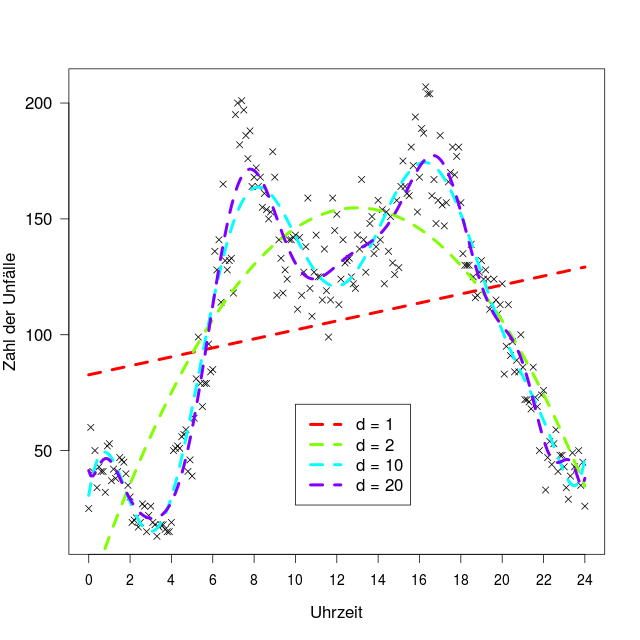 200
150
100
50
Zahl der Unfälle
d = 1
d = 2
d = 10
d = 20
0 2 4 6 8 10 12 14 16 18 20 22 24
Uhrzeit